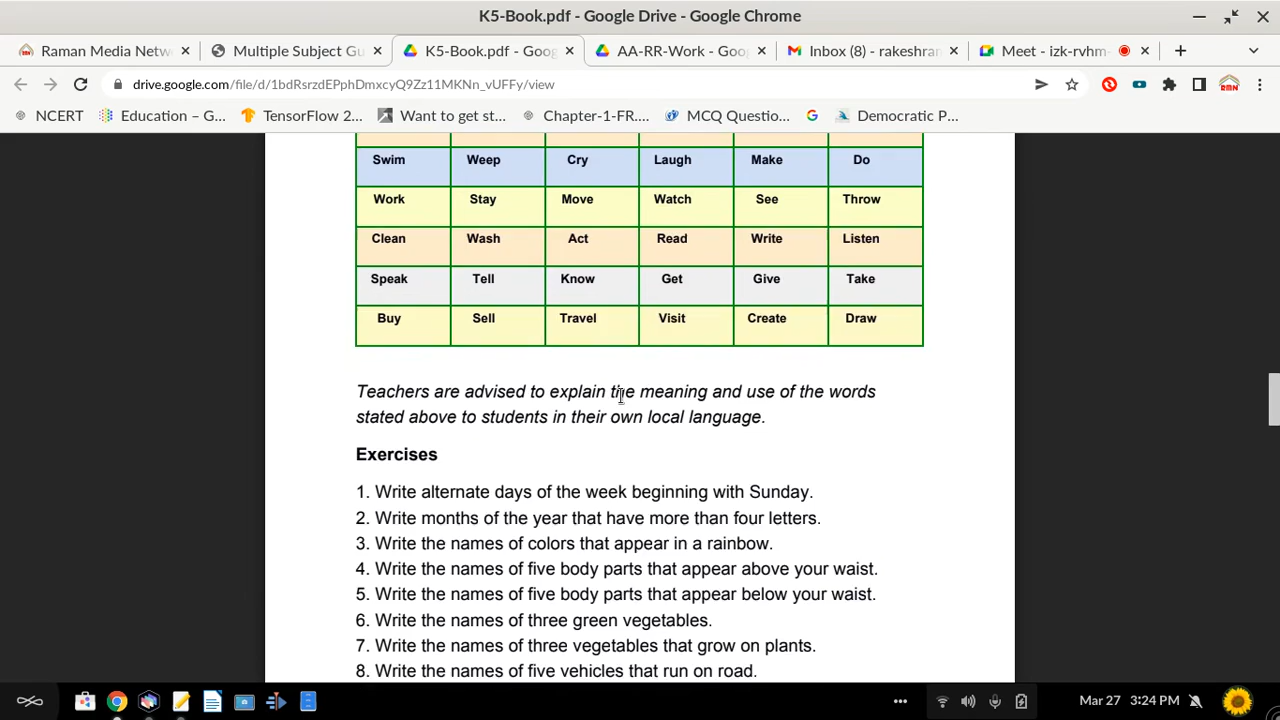 K5-Book.pdf - Google Drive - Google Chrome
Raman Media Netw
Multiple Subject Gu
K5-Book.pdf - Goog
AA-RR-Work - Goo
Inbox (8) - rakeshran
Meet - izk-rvhm-
drive.google.com/file/d/1bdRsrzdEPphDmxcyQ9Zz11MKNn_vUFFy/view
RMN
NCERT
Education – G...
TensorFlow 2...
Want to get st...
Chapter-1-FR....
MCQ Questio...
Democratic P...
Swim Weep Cry Laugh Make Do
Work Stay Move Watch See Throw
Clean Wash Act Read Write Listen
Speak Tell Know Get Give Take
Buy Sell Travel Visit Create Draw
Teachers are advised to explain the meaning and use of the words
stated above to students in their own local language.
Exercises
1. Write alternate days of the week beginning with Sunday.
2. Write months of the year that have more than four letters.
3. Write the names of colors that appear in a rainbow.
4. Write the names of five body parts that appear above your waist.
5. Write the names of five body parts that appear below your waist.
6. Write the names of three green vegetables.
7. Write the names of three vegetables that grow on plants.
8. Write the names of five vehicles that run on road.
Mar 27 3:24 PM